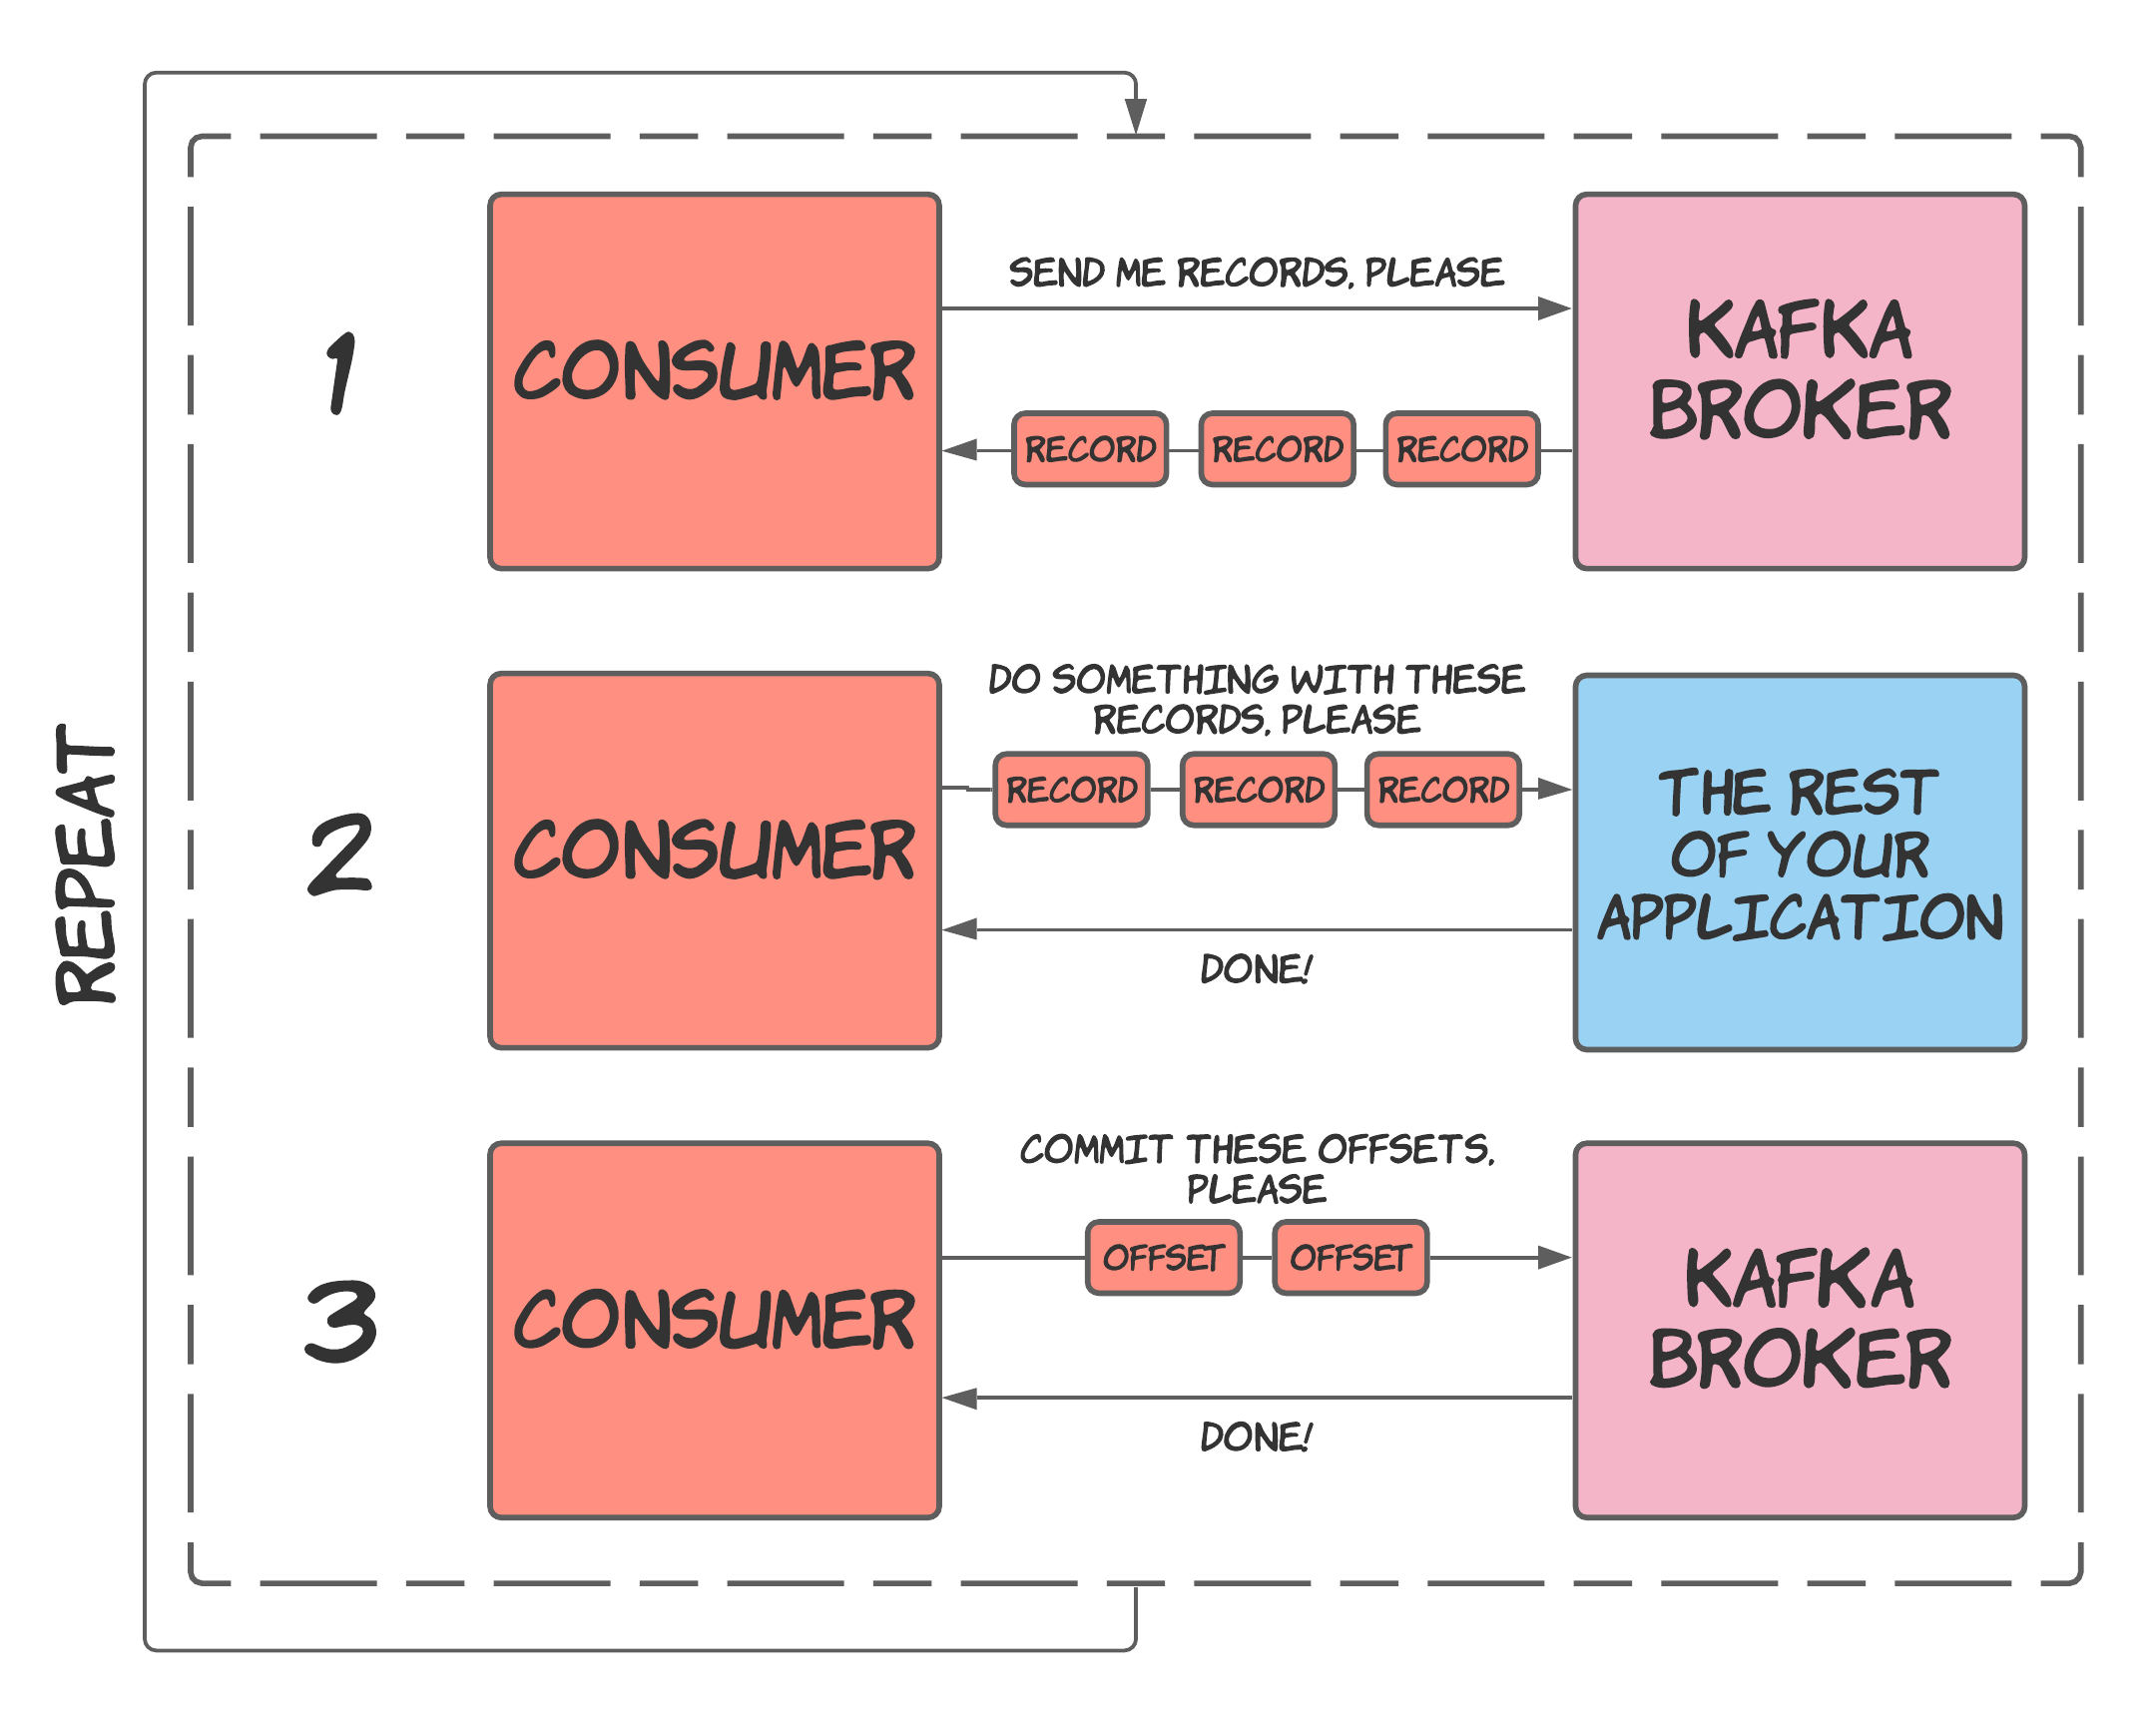 REPEAT
1
CONSUMER
SEND ME RECORDS, PLEASE
RECORD RECORD RECORD
KAFKA
BROKER
2
CONSUMER
DO SOMETHING WITH THESE
RECORDS, PLEASE
RECORD RECORD RECORD
DONE!
THE REST
OF YOUR
APPLICATION
3
CONSUMER
COMMIT THESE OFFSETS,
PLEASE
OFFSET OFFSET
DONE!
KAFKA
BROKER